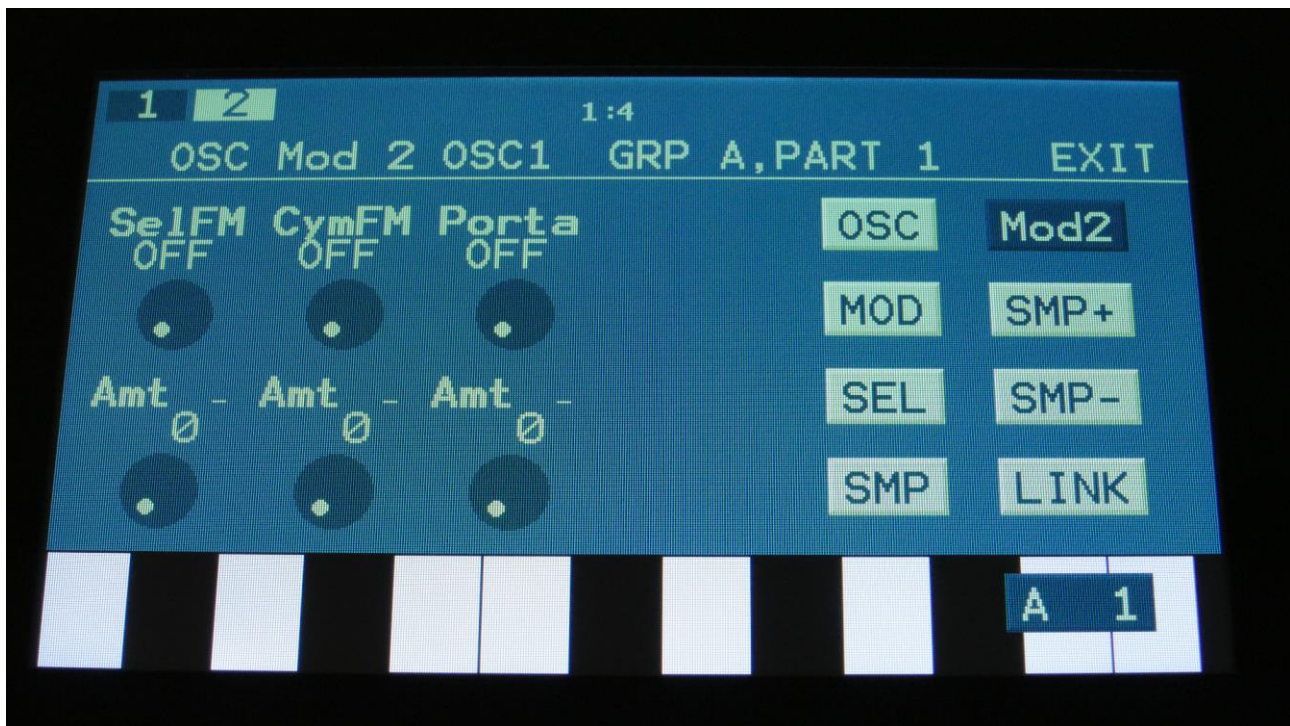 1 2 1:4
OSC Mod 2 OSC1 GRP A,PART 1 EXIT
SelFM CymFM Porta OSC Mod2
OFF OFF OFF
MOD SMP+
Amt - Amt - Amt - SEL SMP-
0 0 0
SMP LINK
A 1